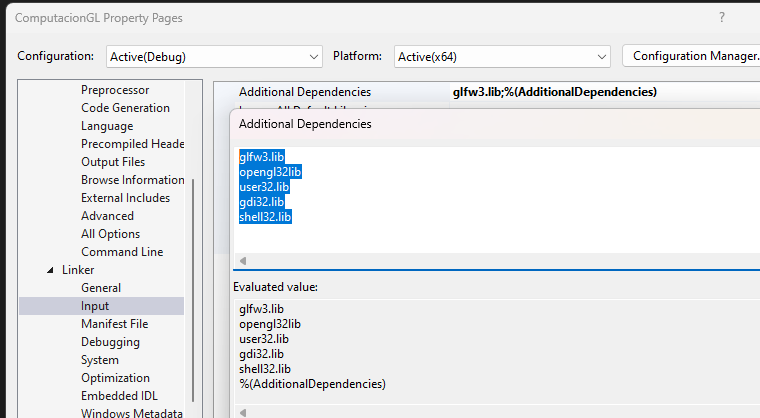 ComputacionGL Property Pages ?
Configuration: Active(Debug) Platform: Active(x64) Configuration Manager.
Preprocessor
Code Generation
Language
Precompiled Heade
Output Files
Browse Information
External Includes
Advanced
All Options
Command Line
Linker
General
Input
Manifest File
Debugging
System
Optimization
Embedded IDL
Windows Metadata
Additional Dependencies glfw3.lib;%(AdditionalDependencies)
Additional Dependencies
glfw3.lib
opengl32lib
user32.lib
gdi32.lib
shell32.lib
Evaluated value:
glfw3.lib
opengl32lib
user32.lib
gdi32.lib
shell32.lib
%(AdditionalDependencies)